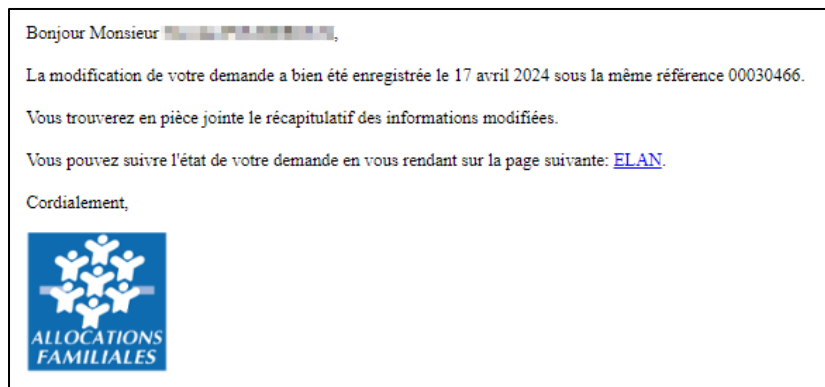 Bonjour Monsieur ,
La modification de votre demande a bien été enregistrée le 17 avril 2024 sous la même référence 00030466.
Vous trouverez en pièce jointe le récapitulatif des informations modifiées.
Vous pouvez suivre l'état de votre demande en vous rendant sur la page suivante: ELAN.
Cordialement,
ALLOCATIONS
FAMILIALES